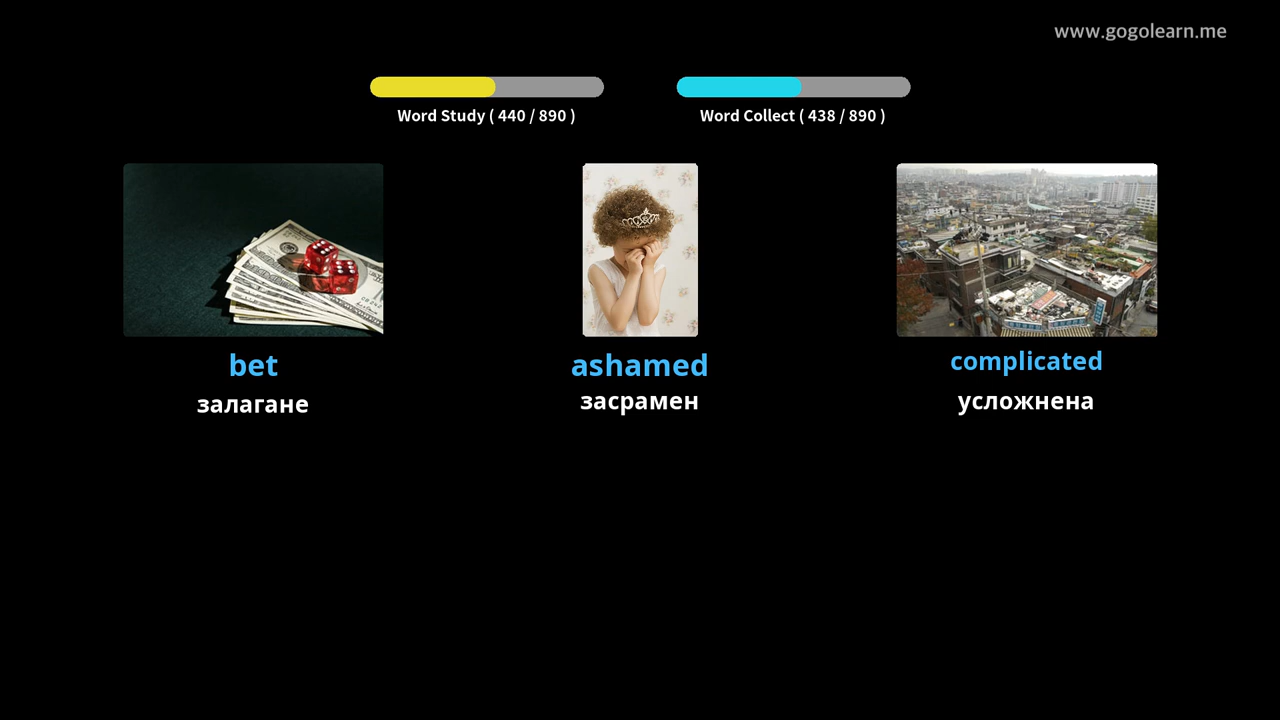 www.gogolearn.me
Word Study ( 440 / 890 )
Word Collect ( 438 / 890 )
bet
ashamed
complicated
залагане
засрамен
усложнена